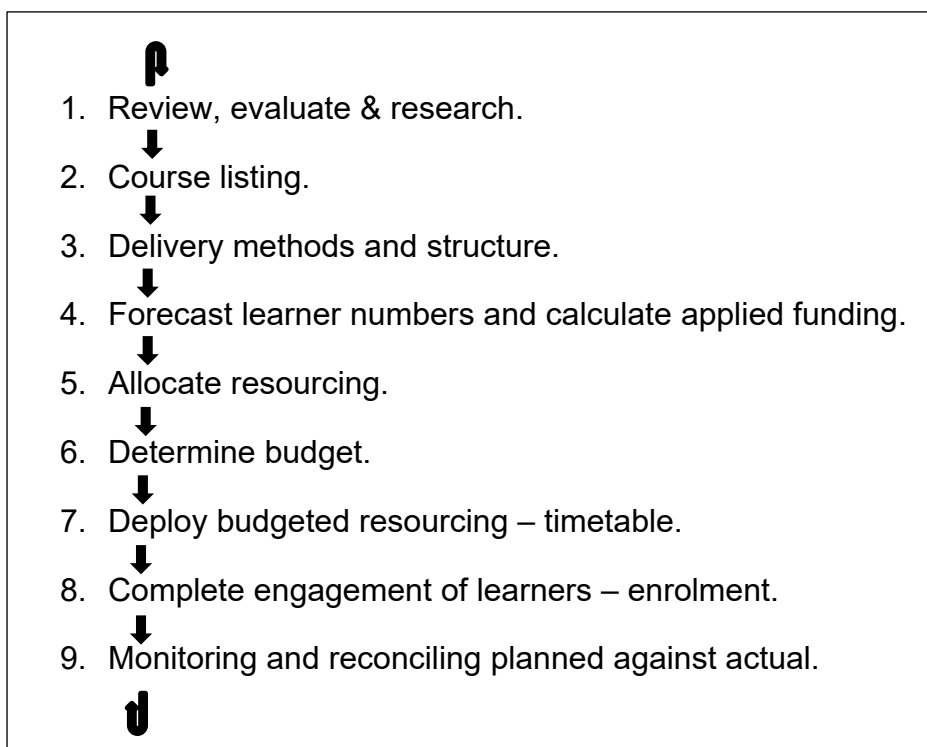 1. Review, evaluate & research.
2. Course listing.
3. Delivery methods and structure.
4. Forecast learner numbers and calculate applied funding.
5. Allocate resourcing.
6. Determine budget.
7. Deploy budgeted resourcing – timetable.
8. Complete engagement of learners – enrolment.
9. Monitoring and reconciling planned against actual.